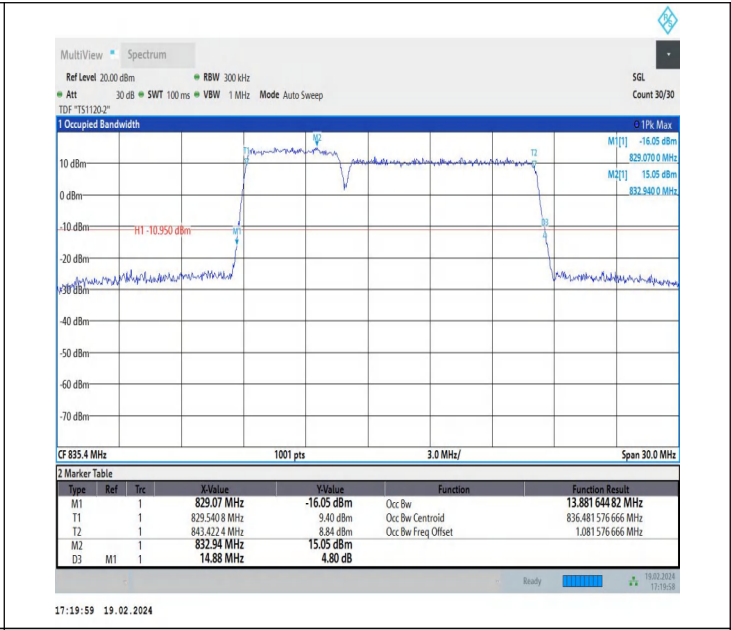 R S
MultiView Spectrum
Ref Level 20.00 dBm RBW 300 kHz SGL
Att 30 dB SWT 100 ms VBW 1 MHz Mode Auto Sweep Count 30/30
TDF "TS1120-2"
1 Occupied Bandwidth 1Pk Max
M1[1] -16.05 dBm
829.070 0 MHz
M2[1] 15.05 dBm
832.940 0 MHz
M2
T1
T2
10 dBm
0 dBm
-10 dBm
H1 -10.950 dBm
M1
D3
-20 dBm
-30 dBm
-40 dBm
-50 dBm
-60 dBm
-70 dBm
CF 835.4 MHz 1001 pts 3.0 MHz/ Span 30.0 MHz
2 Marker Table
Type Ref Trc X-Value Y-Value Function Function Result
M1 1 829.07 MHz -16.05 dBm Occ Bw 13.881 644 82 MHz
T1 1 829.540 8 MHz 9.40 dBm Occ Bw Centroid 836.481 576 666 MHz
T2 1 843.422 4 MHz 8.84 dBm Occ Bw Freq Offset 1.081 576 666 MHz
M2 1 832.94 MHz 15.05 dBm
D3 M1 1 14.88 MHz 4.80 dB
Ready 19.02.2024
17:19:58
17:19:59 19.02.2024